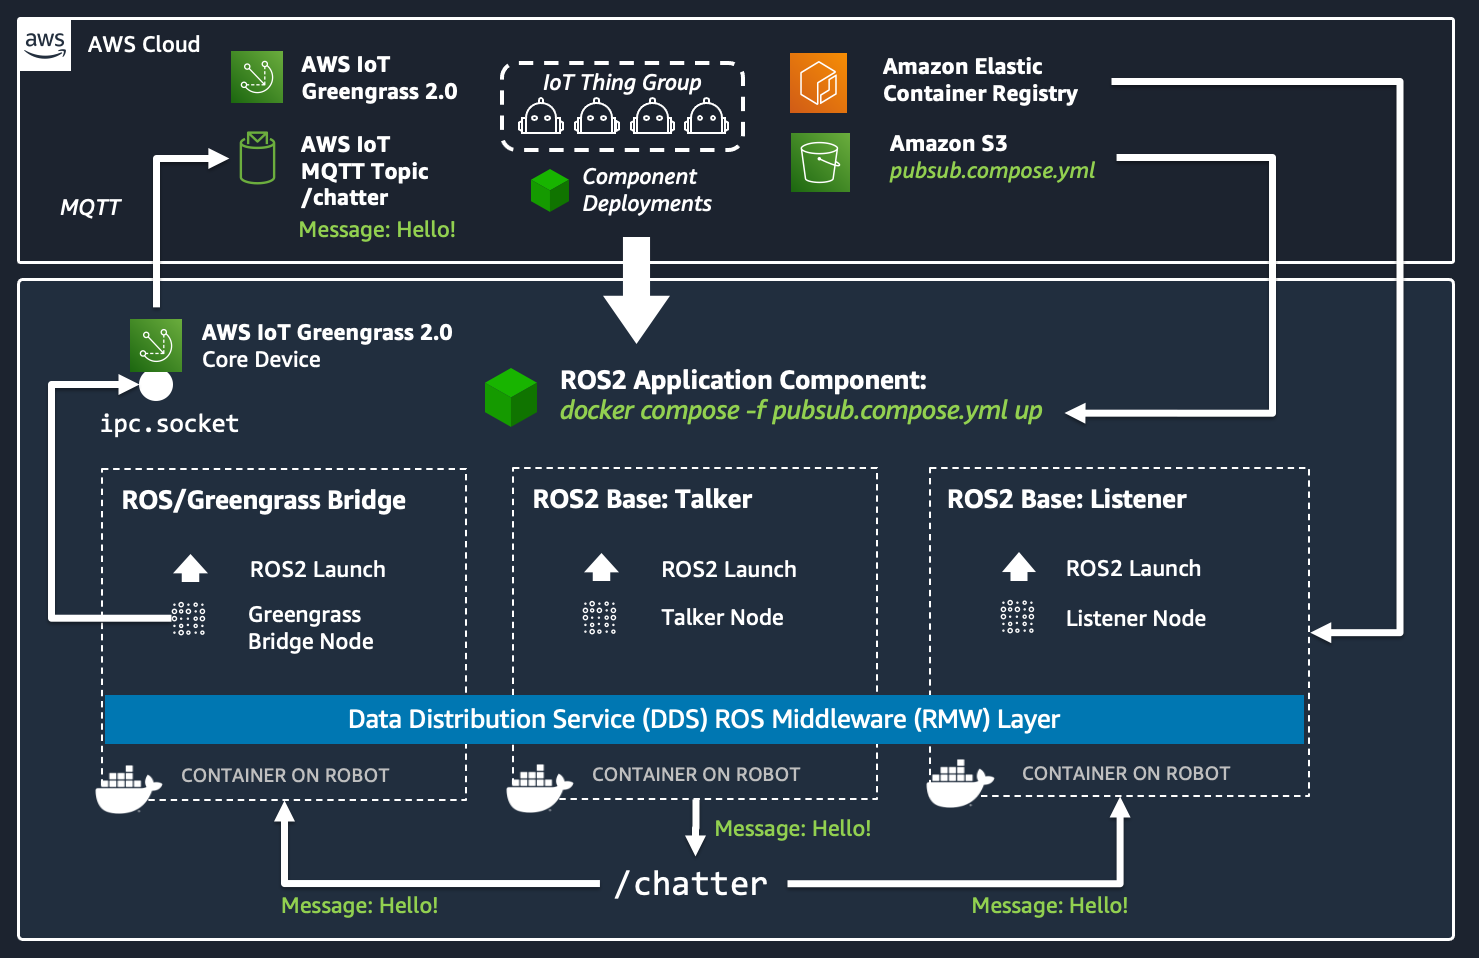 aws
AWS Cloud
AWS IoT
Greengrass 2.0
AWS IoT
MQTT Topic
/chatter
Message: Hello!
MQTT
IoT Thing Group
Component
Deployments
Amazon Elastic
Container Registry
Amazon S3
pubsub.compose.yml
AWS IoT Greengrass 2.0
Core Device
ipc.socket
ROS2 Application Component:
docker compose -f pubsub.compose.yml up
ROS/Greengrass Bridge
ROS2 Launch
Greengrass
Bridge Node
ROS2 Base: Talker
ROS2 Launch
Talker Node
ROS2 Base: Listener
ROS2 Launch
Listener Node
Data Distribution Service (DDS) ROS Middleware (RMW) Layer
CONTAINER ON ROBOT
CONTAINER ON ROBOT
CONTAINER ON ROBOT
Message: Hello!
/chatter
Message: Hello!
Message: Hello!